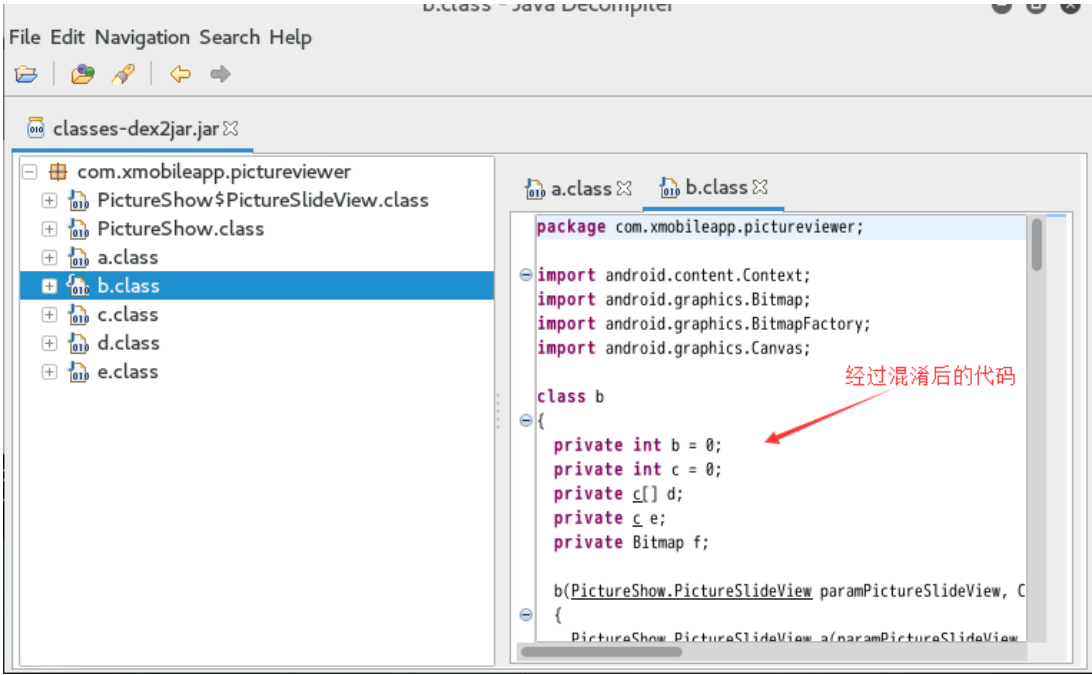 b.class - Java Decompiler
File Edit Navigation Search Help
classes-dex2jar.jar
com.xmobileapp.pictureviewer
PictureShow$PictureSlideView.class
PictureShow.class
a.class
b.class
c.class
d.class
e.class
a.class b.class
package com.xmobileapp.pictureviewer;
import android.content.Context;
import android.graphics.Bitmap;
import android.graphics.BitmapFactory;
import android.graphics.Canvas;
经过混淆后的代码
class b
{
private int b = 0;
private int c = 0;
private c[] d;
private c e;
private Bitmap f;
b(PictureShow.PictureSlideView paramPictureSlideView, C
{
PictureShow.PictureSlideView.a(paramPictureSlideView